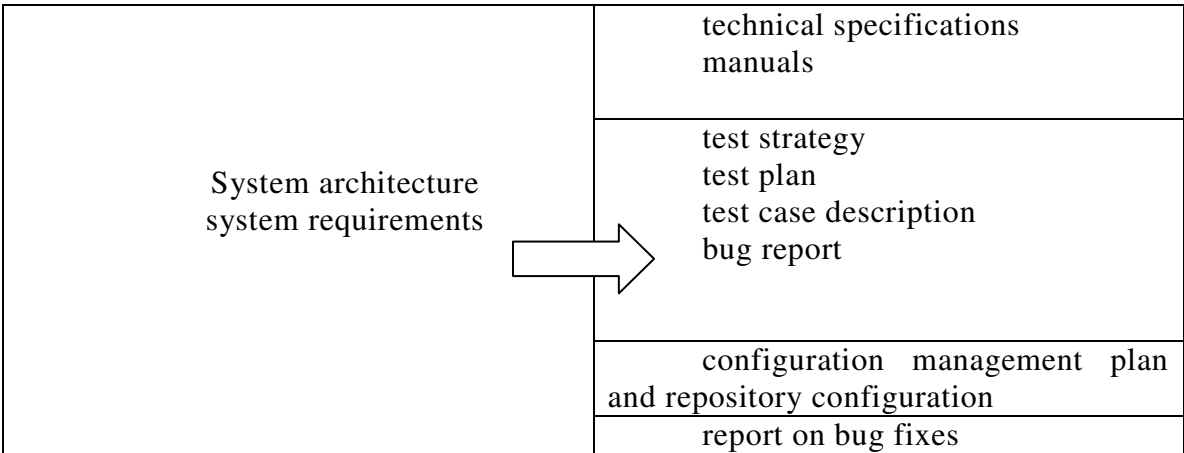 System architecture
system requirements
technical specifications
manuals
test strategy
test plan
test case description
bug report
configuration management plan
and repository configuration
report on bug fixes